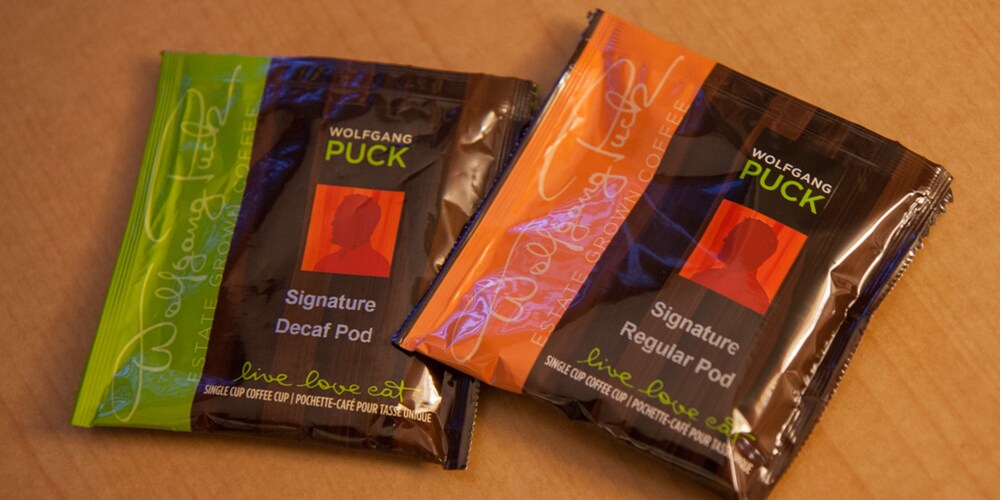 Wolfgang Puck
ESTATE GROWN COFFEE
WOLFGANG
PUCK
Signature
Decaf Pod
live love eat
SINGLE CUP COFFEE CUP | POCHETTE-CAFÉ POUR TASSE UNIQUE
Wolfgang Puck
ESTATE GROWN COFFEE
WOLFGANG
PUCK
Signature
Regular Pod
live love eat
SINGLE CUP COFFEE CUP | POCHETTE-CAFÉ POUR TASSE UNIQUE